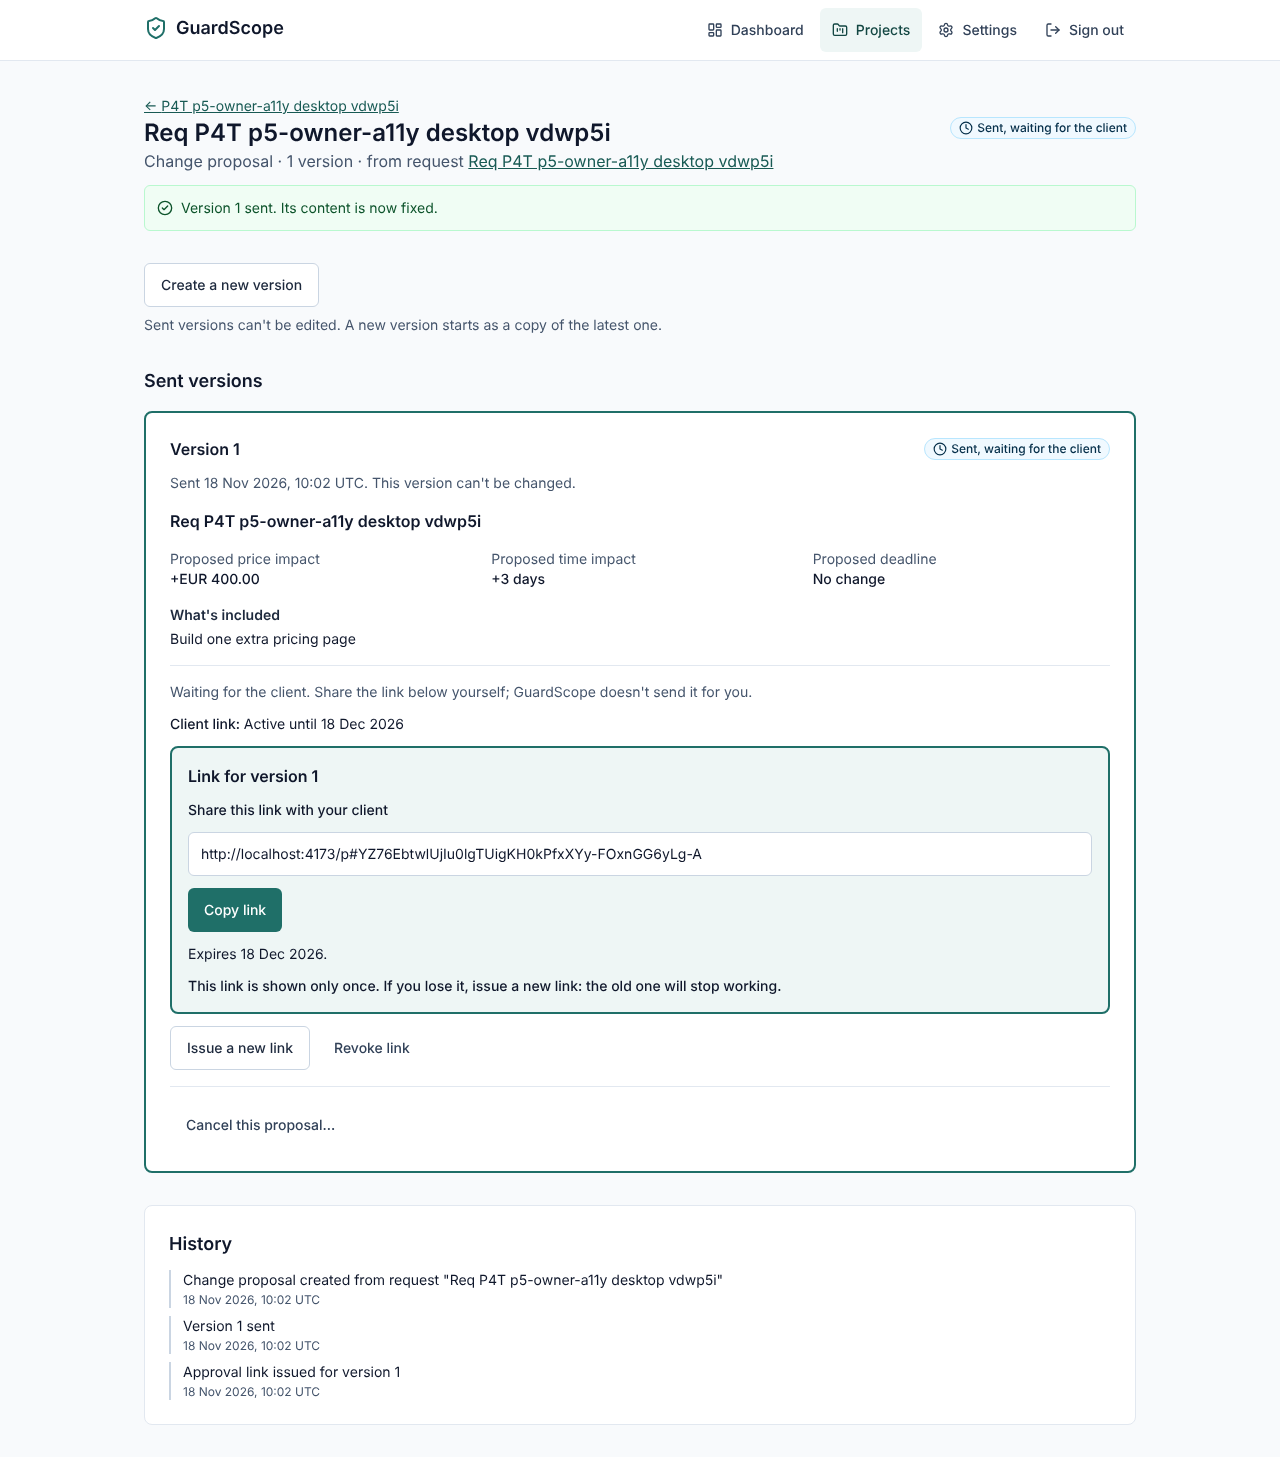 GuardScope
Dashboard
Projects
Settings
Sign out
← P4T p5-owner-a11y desktop vdwp5i
Req P4T p5-owner-a11y desktop vdwp5i
Sent, waiting for the client
Change proposal · 1 version · from request Req P4T p5-owner-a11y desktop vdwp5i
Version 1 sent. Its content is now fixed.
Create a new version
Sent versions can't be edited. A new version starts as a copy of the latest one.
Sent versions
Version 1
Sent, waiting for the client
Sent 18 Nov 2026, 10:02 UTC. This version can't be changed.
Req P4T p5-owner-a11y desktop vdwp5i
Proposed price impact
+EUR 400.00
Proposed time impact
+3 days
Proposed deadline
No change
What's included
Build one extra pricing page
Waiting for the client. Share the link below yourself; GuardScope doesn't send it for you.
Client link: Active until 18 Dec 2026
Link for version 1
Share this link with your client
http://localhost:4173/p#YZ76EbtwlUjIu0lgTUigKH0kPfxXYy-FOxnGG6yLg-A
Copy link
Expires 18 Dec 2026.
This link is shown only once. If you lose it, issue a new link: the old one will stop working.
Issue a new link
Revoke link
Cancel this proposal...
History
Change proposal created from request "Req P4T p5-owner-a11y desktop vdwp5i"
18 Nov 2026, 10:02 UTC
Version 1 sent
18 Nov 2026, 10:02 UTC
Approval link issued for version 1
18 Nov 2026, 10:02 UTC